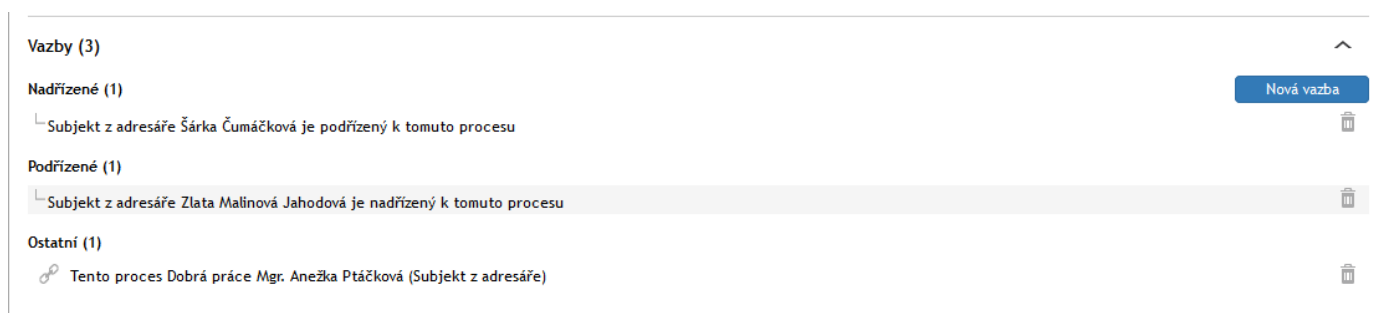 Vazby (3)
Nadřízené (1)
Nová vazba
Subjekt z adresáře Šárka Čumáčková je podřízený k tomuto procesu
Podřízené (1)
Subjekt z adresáře Zlata Malinová Jahodová je nadřízený k tomuto procesu
Ostatní (1)
Tento proces Dobrá práce Mgr. Anežka Ptáčková (Subjekt z adresáře)